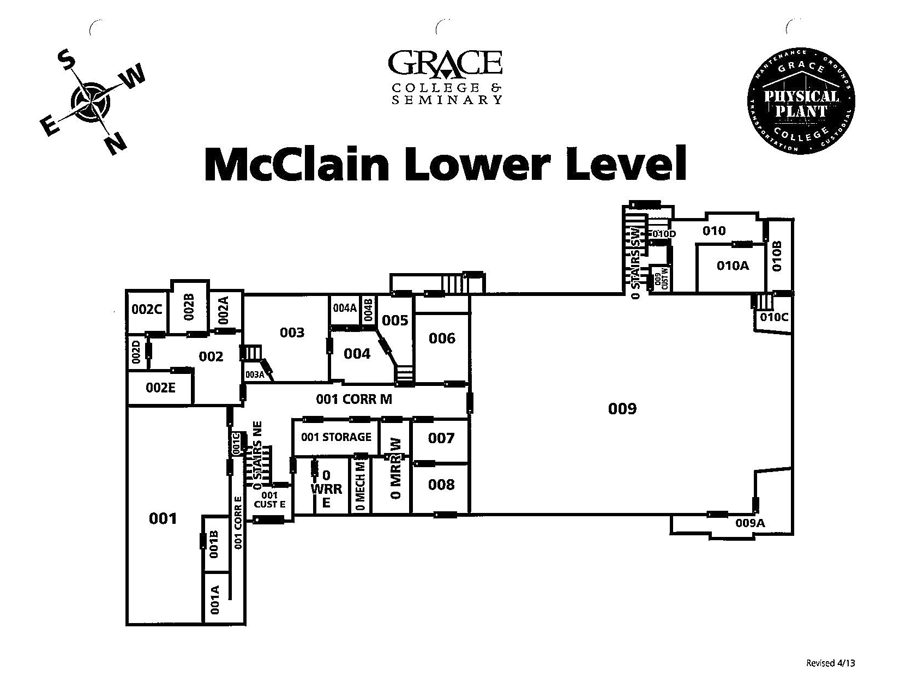 S
W
E
N
GRACE
COLLEGE &
SEMINARY
MAINTENANCE • GROUNDS
GRACE
PHYSICAL
PLANT
COLLEGE
TRANSPORTATION • CUSTODIAL
McClain Lower Level
010
010D
0 STAIRS SW
010A
010B
009
CUST W
010C
002C
002B
002A
003
004A
004B
005
006
002D
002
004
003A
002E
001 CORR M
009
001C
0 STAIRS NE
001 STORAGE
0 MRR W
007
0
WRR
E
0 MECH M
008
001
CUST E
001
001 CORR E
001B
009A
001A
Revised 4/13